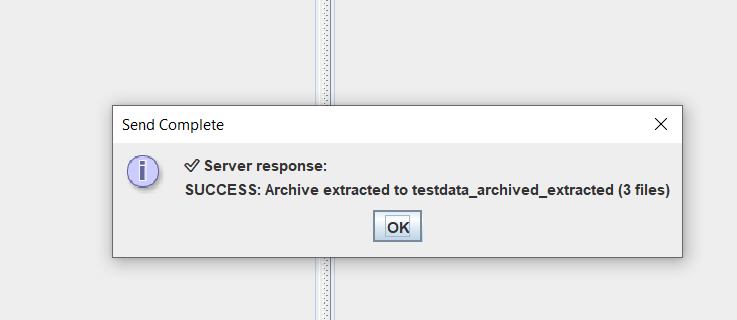 Send Complete
✓ Server response:
SUCCESS: Archive extracted to testdata_archived_extracted (3 files)
OK